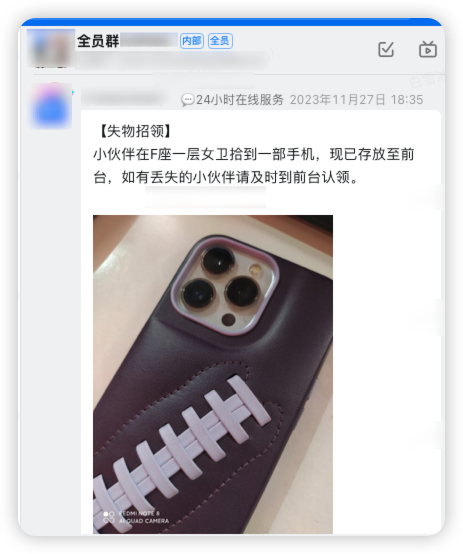 全员群
内部
全员
24小时在线服务 2023年11月27日 18:35
【失物招领】
小伙伴在F座一层女卫拾到一部手机，现已存放至前
台，如有丢失的小伙伴请及时到前台认领。
REDMI NOTE 8
AI QUAD CAMERA